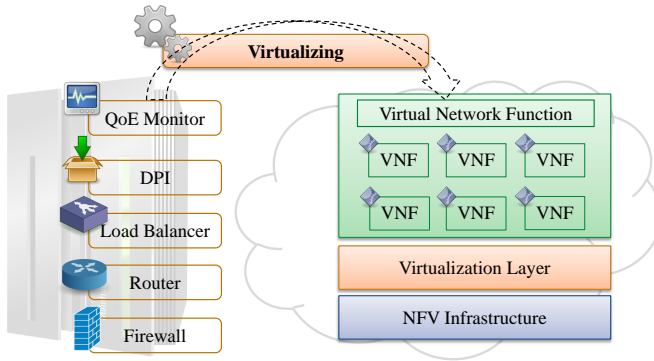 Virtualizing
QoE Monitor
DPI
Load Balancer
Router
Firewall
Virtual Network Function
VNF VNF VNF
VNF VNF VNF
Virtualization Layer
NFV Infrastructure